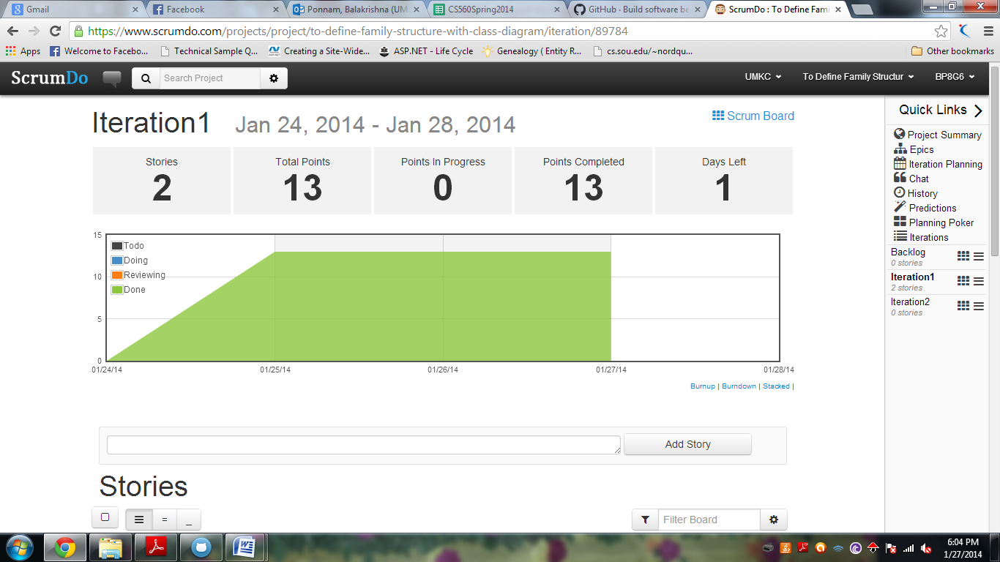 Gmail
Facebook
Ponnam, Balakrishna (UM
CS560Spring2014
GitHub · Build software be
ScrumDo : To Define Fami
https://www.scrumdo.com/projects/project/to-define-family-structure-with-class-diagram/iteration/89784
Apps
Welcome to Facebo...
Technical Sample Q...
Creating a Site-Wide...
ASP.NET - Life Cycle
Genealogy ( Entity R...
cs.sou.edu/~nordqu...
Other bookmarks
ScrumDo
Search Project
UMKC
To Define Family Structur
BP8G6
Iteration1 Jan 24, 2014 - Jan 28, 2014
Scrum Board
Stories
2
Total Points
13
Points In Progress
0
Points Completed
13
Days Left
1
15
10
5
0
Todo
Doing
Reviewing
Done
01/24/14
01/25/14
01/26/14
01/27/14
01/28/14
Burnup | Burndown | Stacked |
Add Story
Stories
=
_
Filter Board
Quick Links
Project Summary
Epics
Iteration Planning
Chat
History
Predictions
Planning Poker
Iterations
Backlog
0 stories
Iteration1
2 stories
Iteration2
0 stories
6:04 PM
1/27/2014